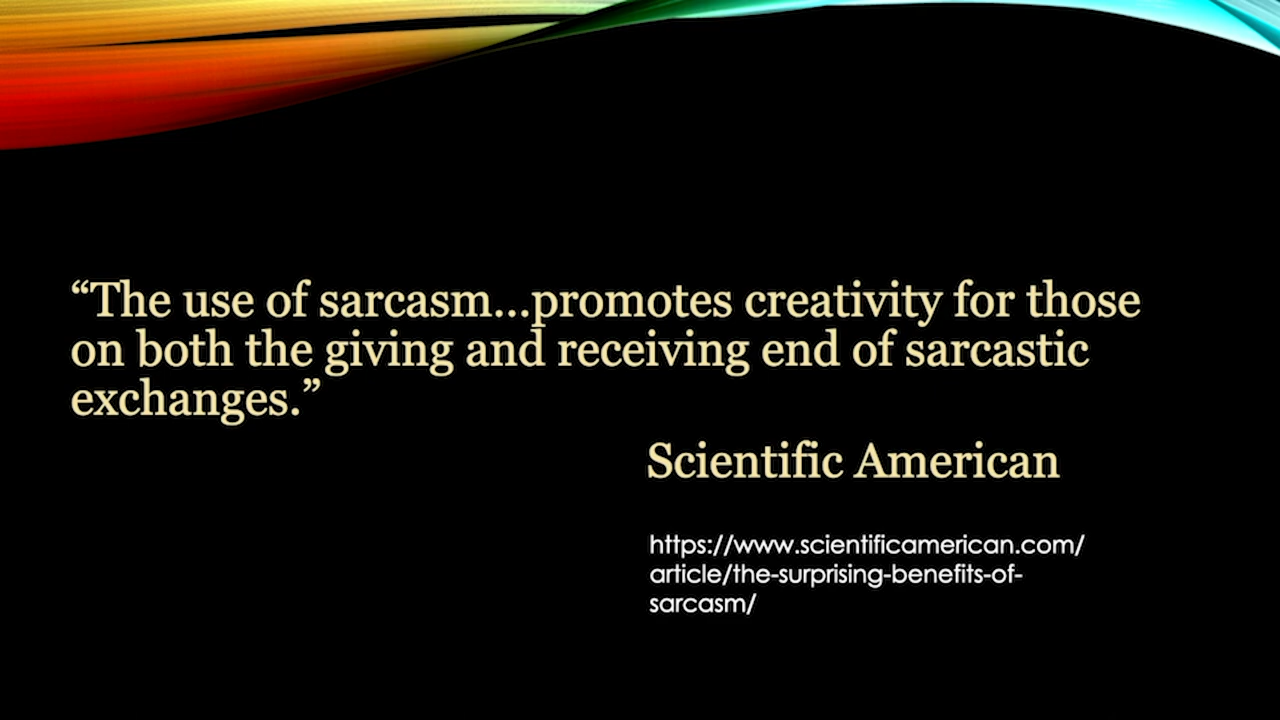 “The use of sarcasm...promotes creativity for those
on both the giving and receiving end of sarcastic
exchanges.”
Scientific American
https://www.scientificamerican.com/
article/the-surprising-benefits-of-
sarcasm/